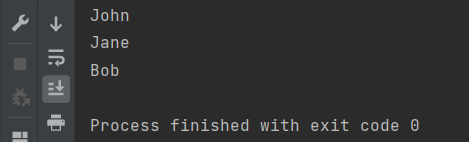 John
Jane
Bob
Process finished with exit code 0